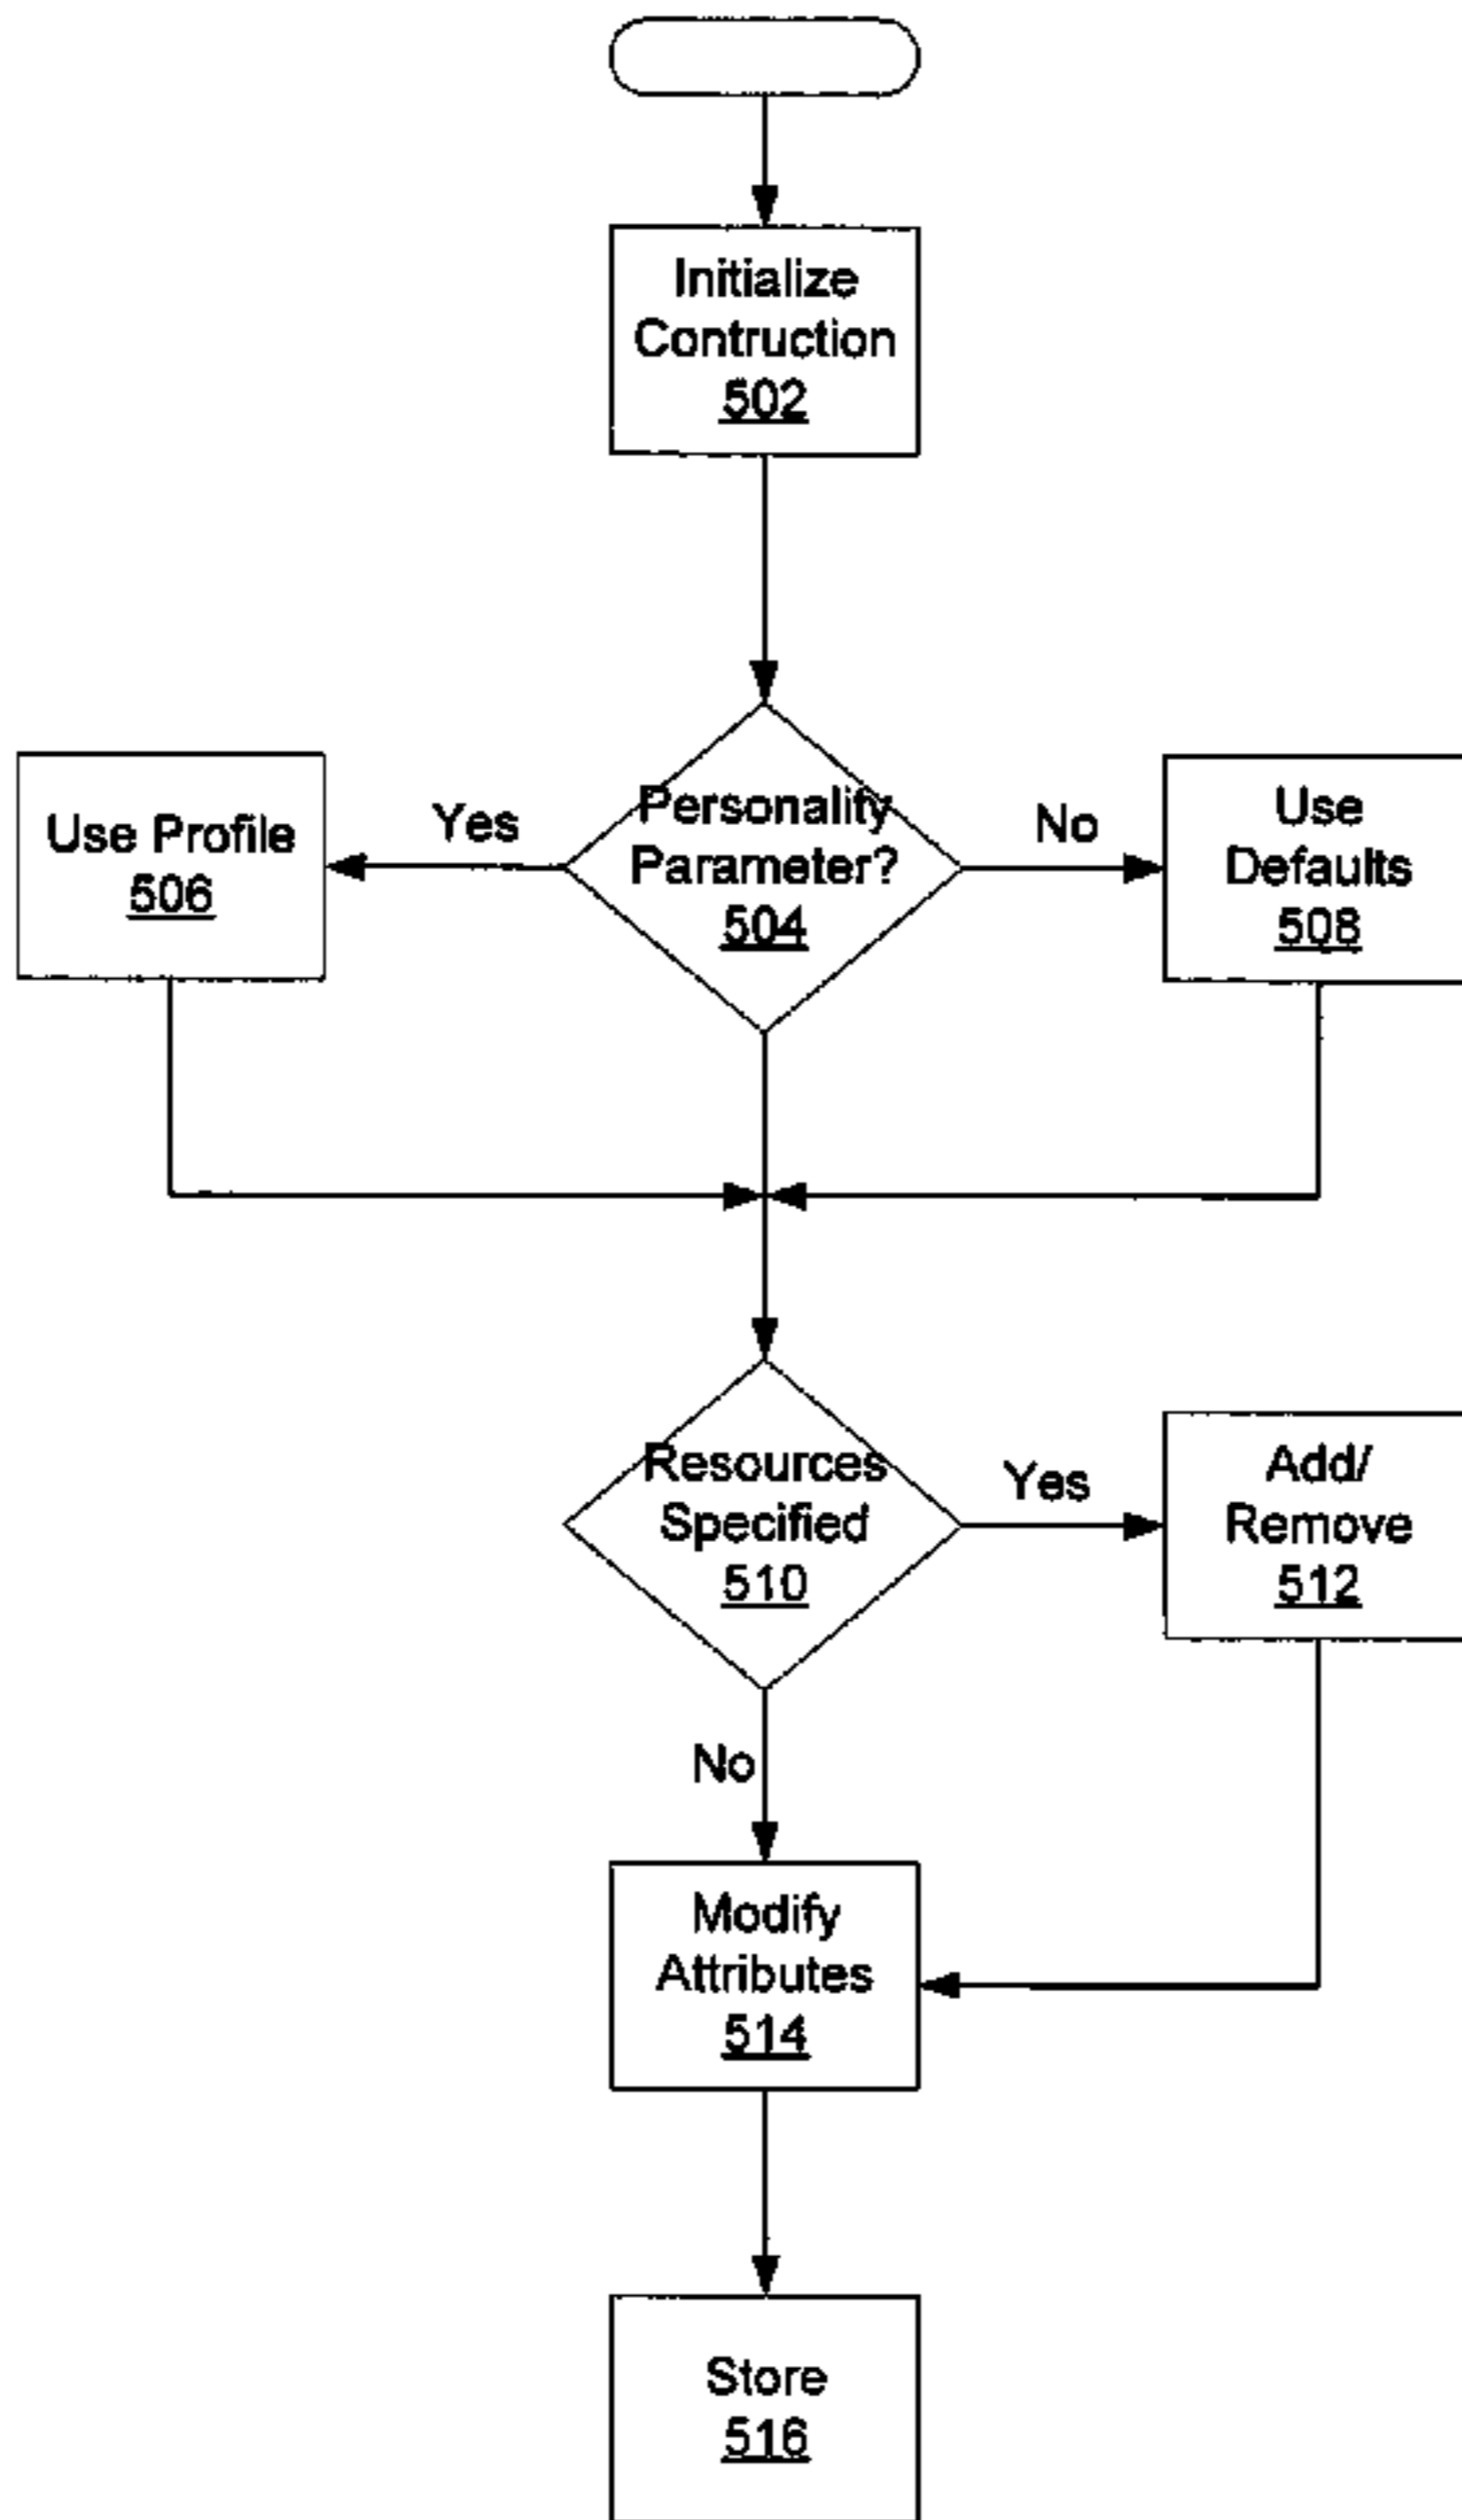 Initialize
Contruction
502
Use Profile
506
Yes
Personality
Parameter?
504
No
Use
Defaults
508
Resources
Specified
510
Yes
Add/
Remove
512
No
Modify
Attributes
514
Store
516